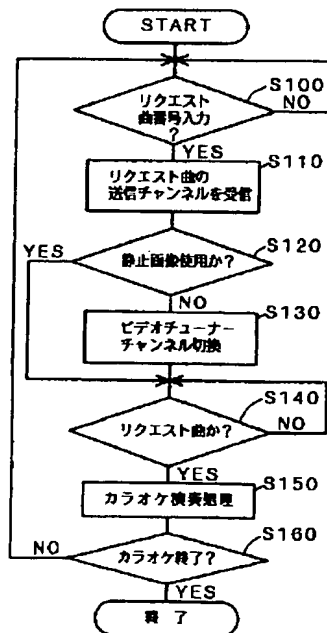 START
S100
リクエスト
曲番号入力
?
NO
YES
S110
リクエスト曲の
送信チャンネルを受信
S120
YES
静止画像使用か?
NO
S130
ビデオチューナー
チャンネル切換
S140
リクエスト曲か?
NO
YES
S150
カラオケ演奏処理
S160
NO
カラオケ終了?
YES
終了